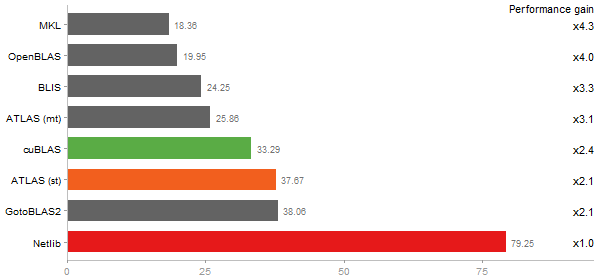 Performance gain
MKL 18.36 x4.3
OpenBLAS 19.95 x4.0
BLIS 24.25 x3.3
ATLAS (mt) 25.86 x3.1
cuBLAS 33.29 x2.4
ATLAS (st) 37.67 x2.1
GotoBLAS2 38.06 x2.1
Netlib 79.25 x1.0
0 25 50 75